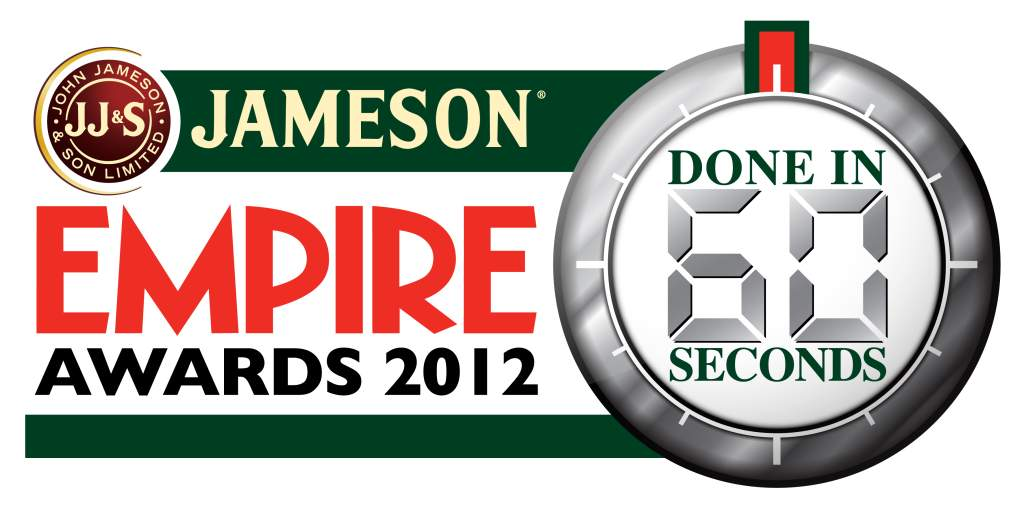 · JOHN JAMESON ·
& SON LIMITED
JJ&S
JAMESON®
EMPIRE
AWARDS 2012
DONE IN
60
SECONDS